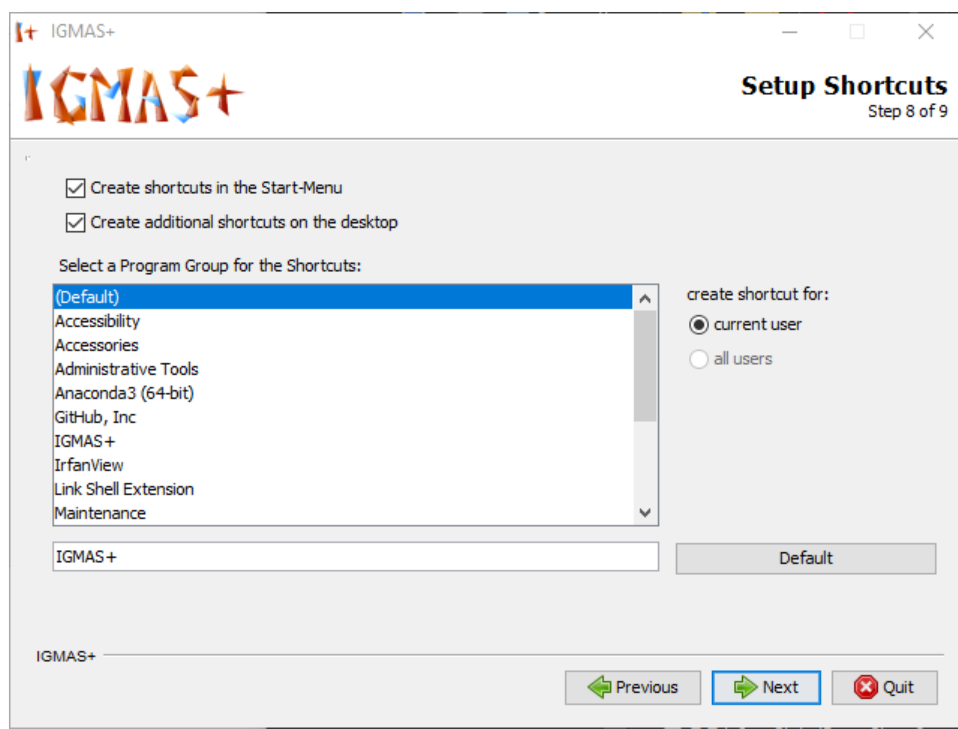 IGMAS+
IGMAS+
Setup Shortcuts
Step 8 of 9
Create shortcuts in the Start-Menu
Create additional shortcuts on the desktop
Select a Program Group for the Shortcuts:
(Default)
Accessibility
Accessories
Administrative Tools
Anaconda3 (64-bit)
GitHub, Inc
IGMAS+
IrfanView
Link Shell Extension
Maintenance
create shortcut for:
current user
all users
IGMAS+
Default
IGMAS+
Previous
Next
Quit